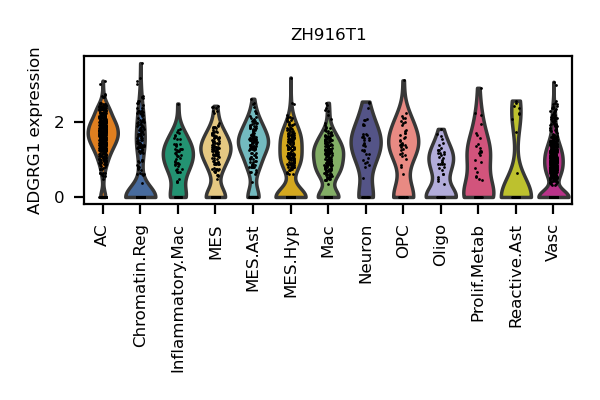 ZH916T1
ADGRG1 expression
2
0
AC
Chromatin.Reg
Inflammatory.Mac
MES
MES.Ast
MES.Hyp
Mac
Neuron
OPC
Oligo
Prolif.Metab
Reactive.Ast
Vasc